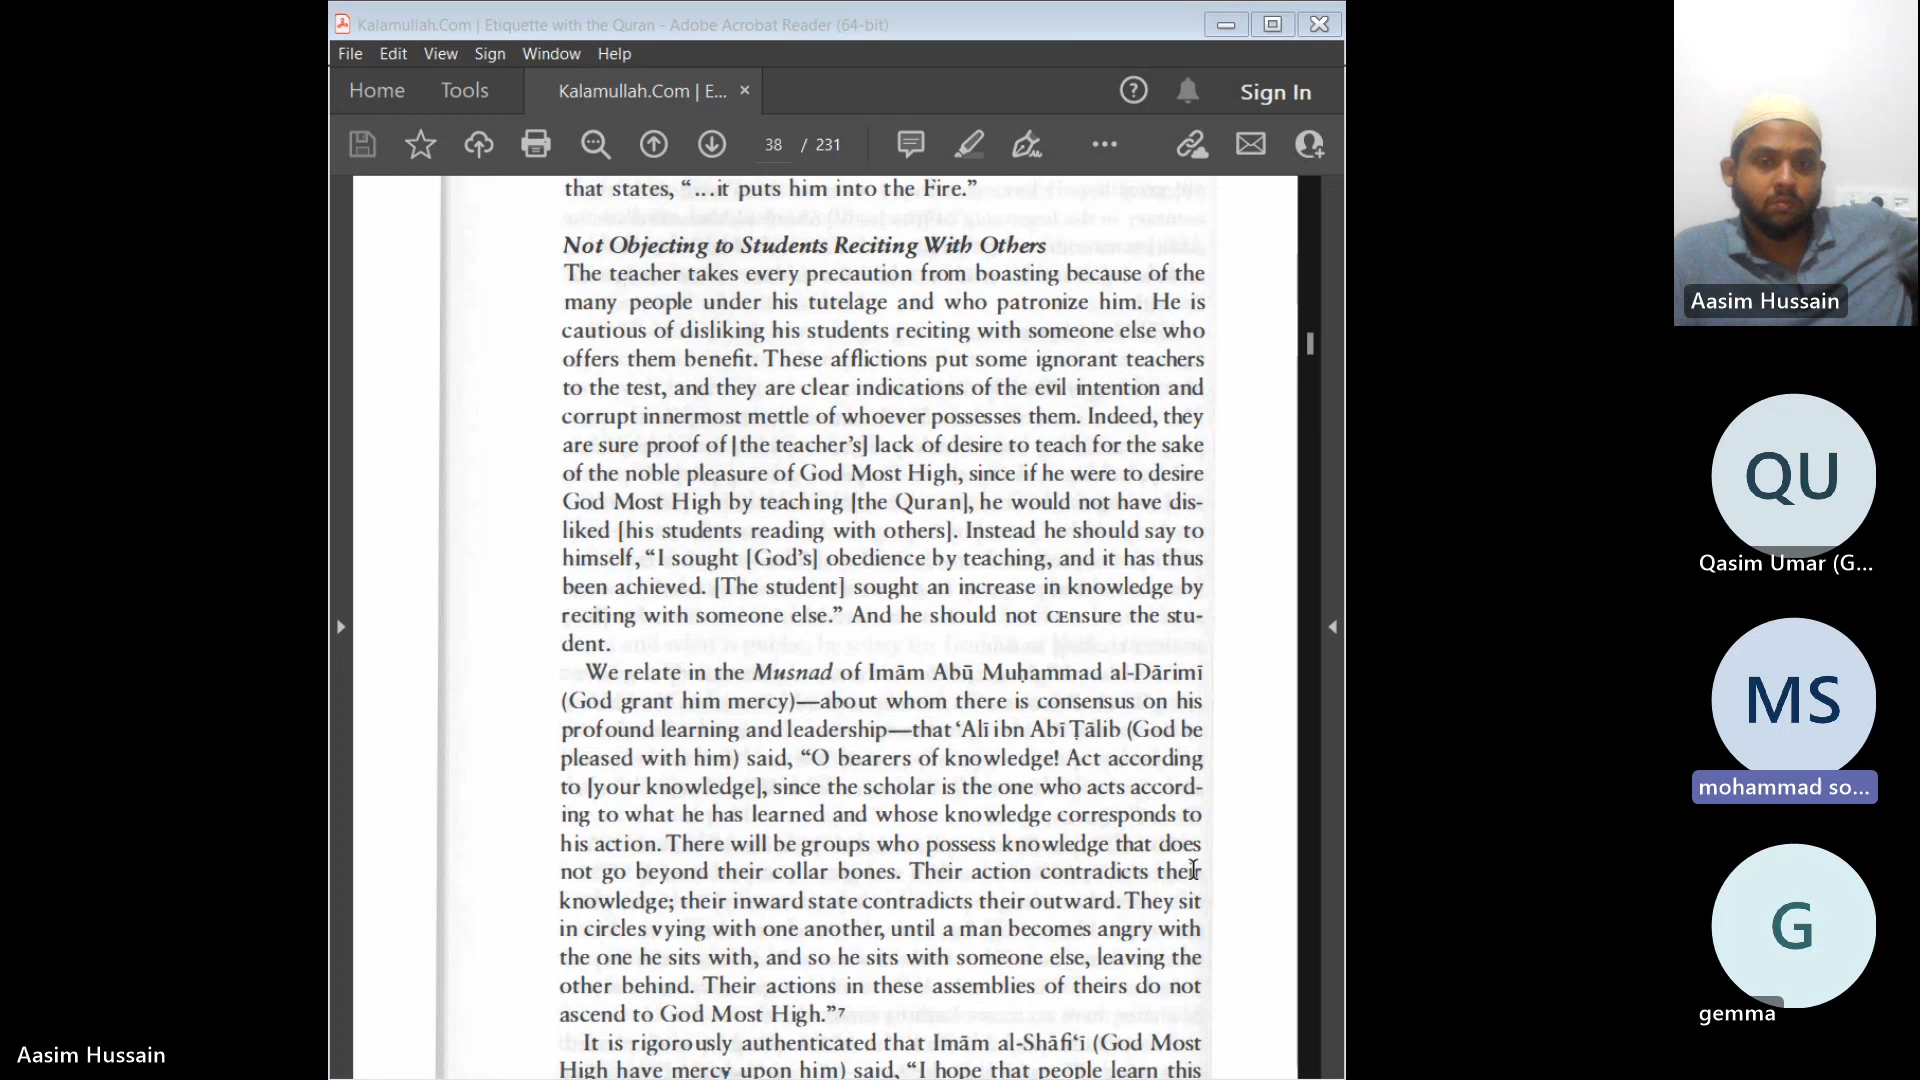 Kalamullah.Com | Etiquette with the Quran - Adobe Acrobat Reader (64-bit)
File Edit View Sign Window Help
Home Tools Kalamullah.Com | E... × Sign In
38 / 231
that states, “…it puts him into the Fire.”
Not Objecting to Students Reciting With Others
The teacher takes every precaution from boasting because of the
many people under his tutelage and who patronize him. He is
cautious of disliking his students reciting with someone else who
offers them benefit. These afflictions put some ignorant teachers
to the test, and they are clear indications of the evil intention and
corrupt innermost mettle of whoever possesses them. Indeed, they
are sure proof of [the teacher’s] lack of desire to teach for the sake
of the noble pleasure of God Most High, since if he were to desire
God Most High by teaching [the Quran], he would not have dis-
liked [his students reading with others]. Instead he should say to
himself, “I sought [God’s] obedience by teaching, and it has thus
been achieved. [The student] sought an increase in knowledge by
reciting with someone else.” And he should not CEnsure the stu-
dent.
We relate in the Musnad of Imām Abū Muḥammad al-Dārimī
(God grant him mercy)—about whom there is consensus on his
profound learning and leadership—that ʿAlī ibn Abī Ṭālib (God be
pleased with him) said, “O bearers of knowledge! Act according
to [your knowledge], since the scholar is the one who acts accord-
ing to what he has learned and whose knowledge corresponds to
his action. There will be groups who possess knowledge that does
not go beyond their collar bones. Their action contradicts their
knowledge; their inward state contradicts their outward. They sit
in circles vying with one another, until a man becomes angry with
the one he sits with, and so he sits with someone else, leaving the
other behind. Their actions in these assemblies of theirs do not
ascend to God Most High.”⁷
It is rigorously authenticated that Imām al-Shāfiʿī (God Most
High have mercy upon him) said, “I hope that people learn this
Aasim Hussain
QU
Qasim Umar (G...
MS
mohammad so...
G
gemma
Aasim Hussain